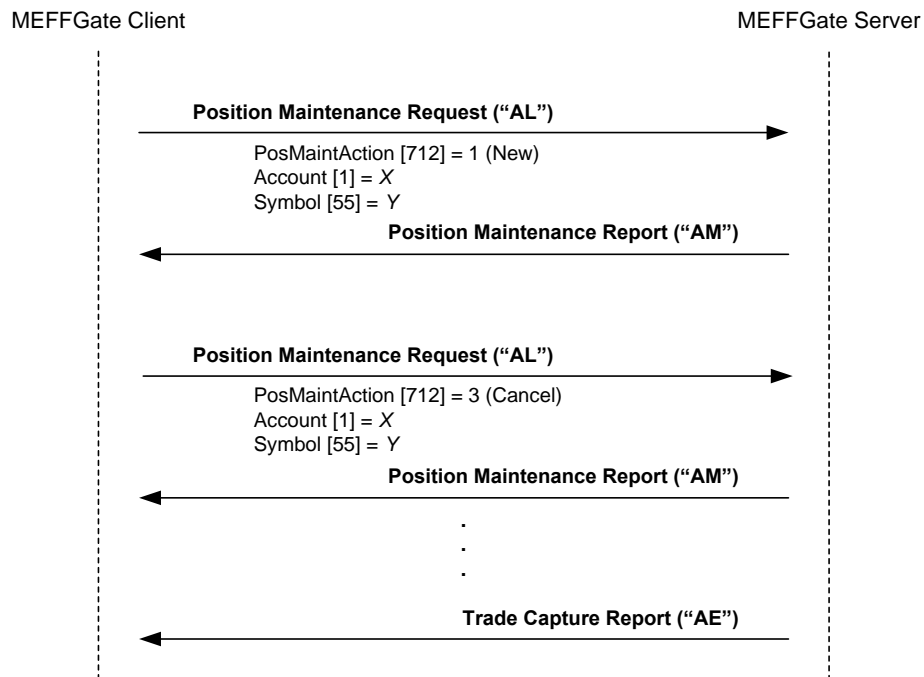 MEFFGate Client
MEFFGate Server
Position Maintenance Request (“AL”)
PosMaintAction [712] = 1 (New)
Account [1] = X
Symbol [55] = Y
Position Maintenance Report (“AM”)
Position Maintenance Request (“AL”)
PosMaintAction [712] = 3 (Cancel)
Account [1] = X
Symbol [55] = Y
Position Maintenance Report (“AM”)
.
.
.
Trade Capture Report (“AE”)